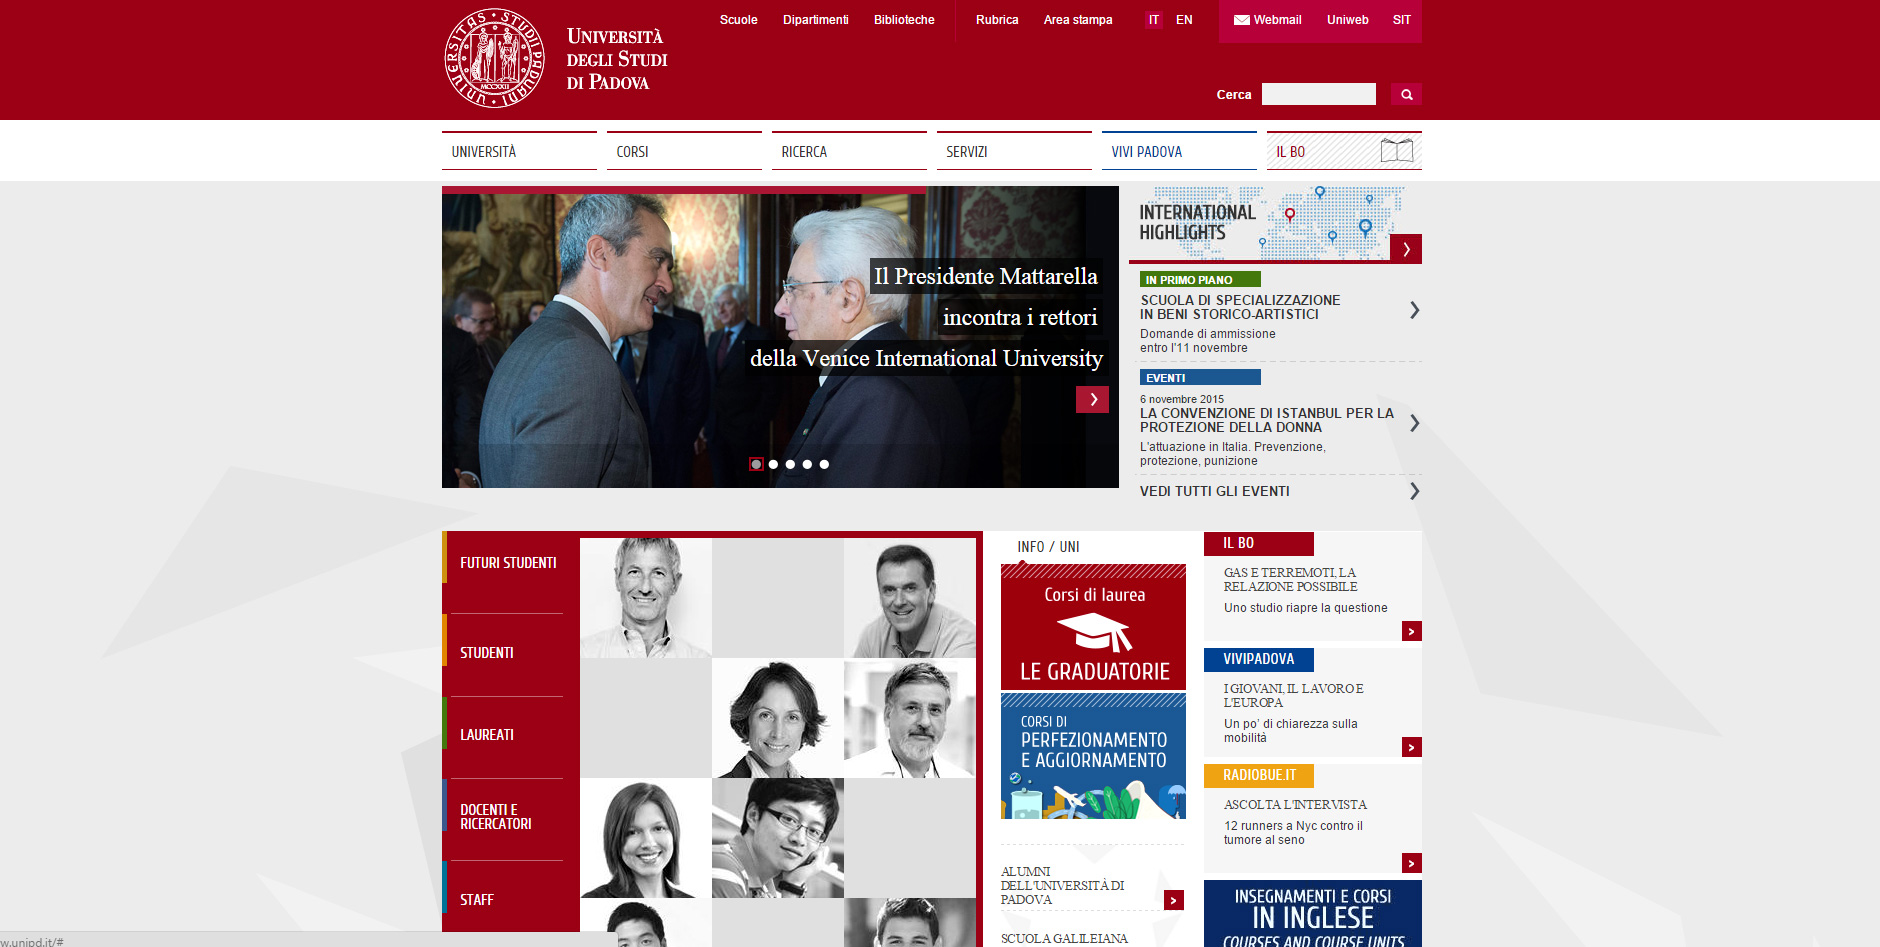 UNIVERSITAS STUDII PADUANI
MCCXXII
UNIVERSITÀ
DEGLI STUDI
DI PADOVA
Scuole
Dipartimenti
Biblioteche
Rubrica
Area stampa
IT
EN
Webmail
Uniweb
SIT
Cerca
UNIVERSITÀ
CORSI
RICERCA
SERVIZI
VIVI PADOVA
IL BO
Il Presidente Mattarella
incontra i rettori
della Venice International University
INTERNATIONAL
HIGHLIGHTS
IN PRIMO PIANO
SCUOLA DI SPECIALIZZAZIONE
IN BENI STORICO-ARTISTICI
Domande di ammissione
entro l'11 novembre
EVENTI
6 novembre 2015
LA CONVENZIONE DI ISTANBUL PER LA
PROTEZIONE DELLA DONNA
L'attuazione in Italia. Prevenzione,
protezione, punizione
VEDI TUTTI GLI EVENTI
FUTURI STUDENTI
STUDENTI
LAUREATI
DOCENTI E
RICERCATORI
STAFF
INFO / UNI
Corsi di laurea
LE GRADUATORIE
CORSI DI
PERFEZIONAMENTO
E AGGIORNAMENTO
ALUMNI
DELL'UNIVERSITÀ DI
PADOVA
SCUOLA GALILEIANA
IL BO
GAS E TERREMOTI, LA
RELAZIONE POSSIBILE
Uno studio riapre la questione
VIVIPADOVA
I GIOVANI, IL LAVORO E
L'EUROPA
Un po' di chiarezza sulla
mobilità
RADIOBUE.IT
ASCOLTA L'INTERVISTA
12 runners a Nyc contro il
tumore al seno
INSEGNAMENTI E CORSI
IN INGLESE
COURSES AND COURSE UNITS
w.unipd.it/#